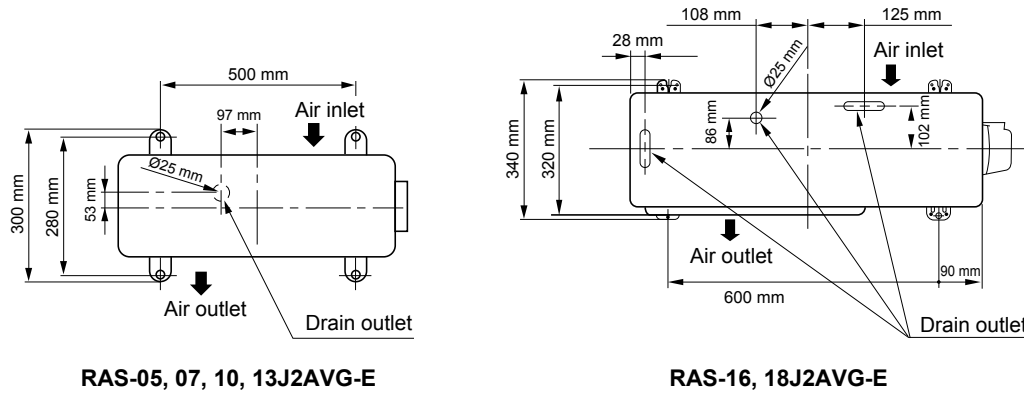 500 mm
Air inlet
97 mm
Ø25 mm
300 mm
280 mm
53 mm
Air outlet
Drain outlet
RAS-05, 07, 10, 13J2AVG-E
108 mm
125 mm
28 mm
Air inlet
Ø25 mm
340 mm
320 mm
86 mm
102 mm
Air outlet
90 mm
600 mm
Drain outlet
RAS-16, 18J2AVG-E